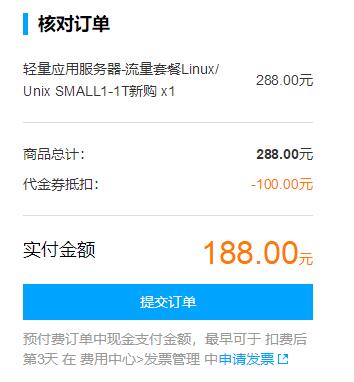 核对订单
轻量应用服务器-流量套餐Linux/
Unix SMALL1-1T新购 x1
288.00元
商品总计：
288.00元
代金券抵扣：
-100.00元
实付金额
188.00元
提交订单
预付费订单中现金支付金额，最早可于 扣费后
第3天 在 费用中心>发票管理 中申请发票